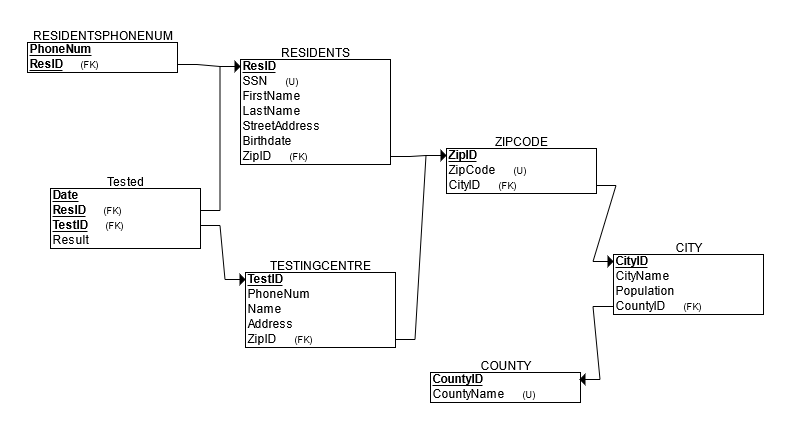 RESIDENTSPHONENUM
PhoneNum
ResID (FK)
RESIDENTS
ResID
SSN (U)
FirstName
LastName
StreetAddress
Birthdate
ZipID (FK)
ZIPCODE
ZipID
ZipCode (U)
CityID (FK)
Tested
Date
ResID (FK)
TestID (FK)
Result
TESTINGCENTRE
TestID
PhoneNum
Name
Address
ZipID (FK)
CITY
CityID
CityName
Population
CountyID (FK)
COUNTY
CountyID
CountyName (U)